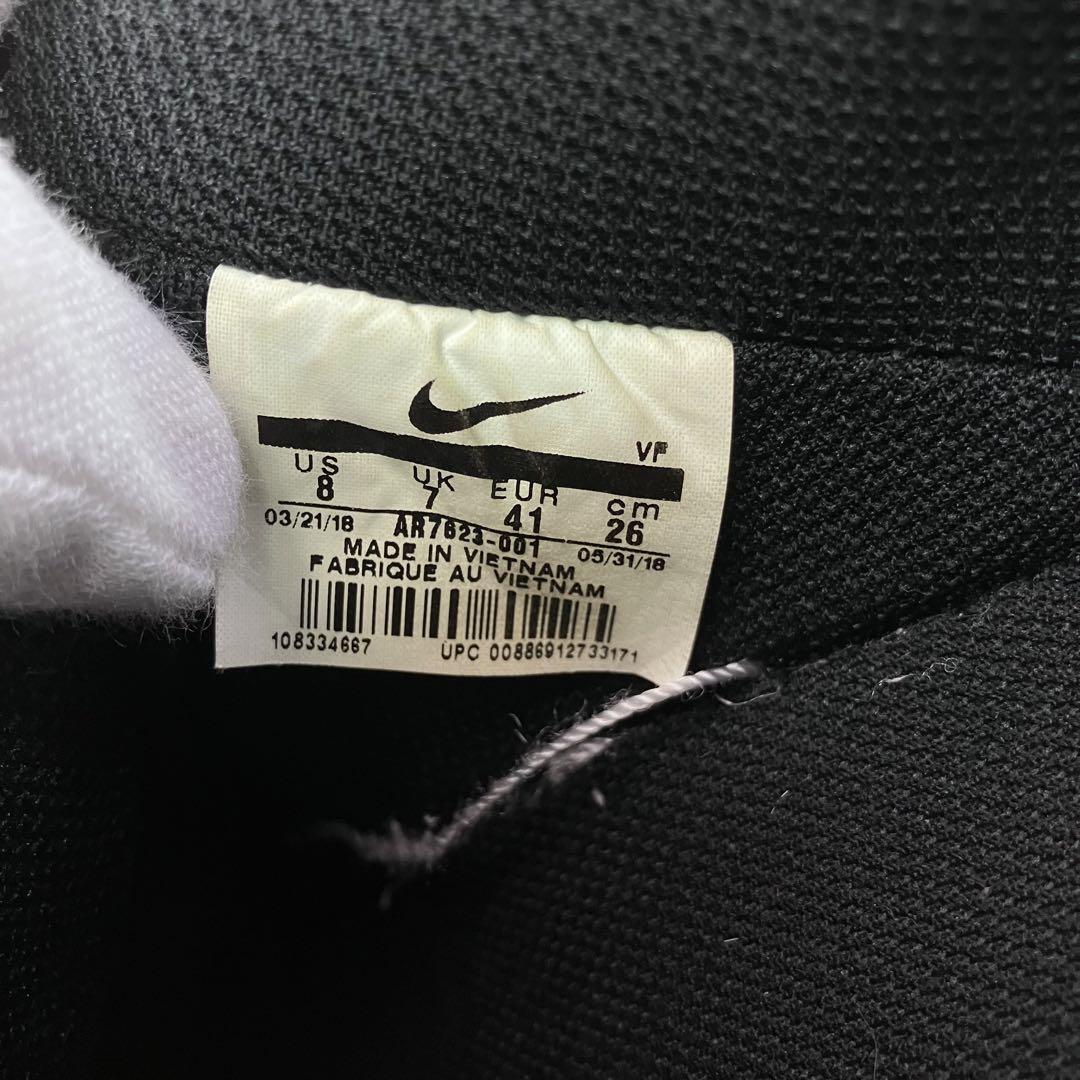 VF
US UK EUR cm
8 7 41 26
03/21/18 AR7623-001 05/31/18
MADE IN VIETNAM
FABRIQUE AU VIETNAM
108334667 UPC 00886912733171